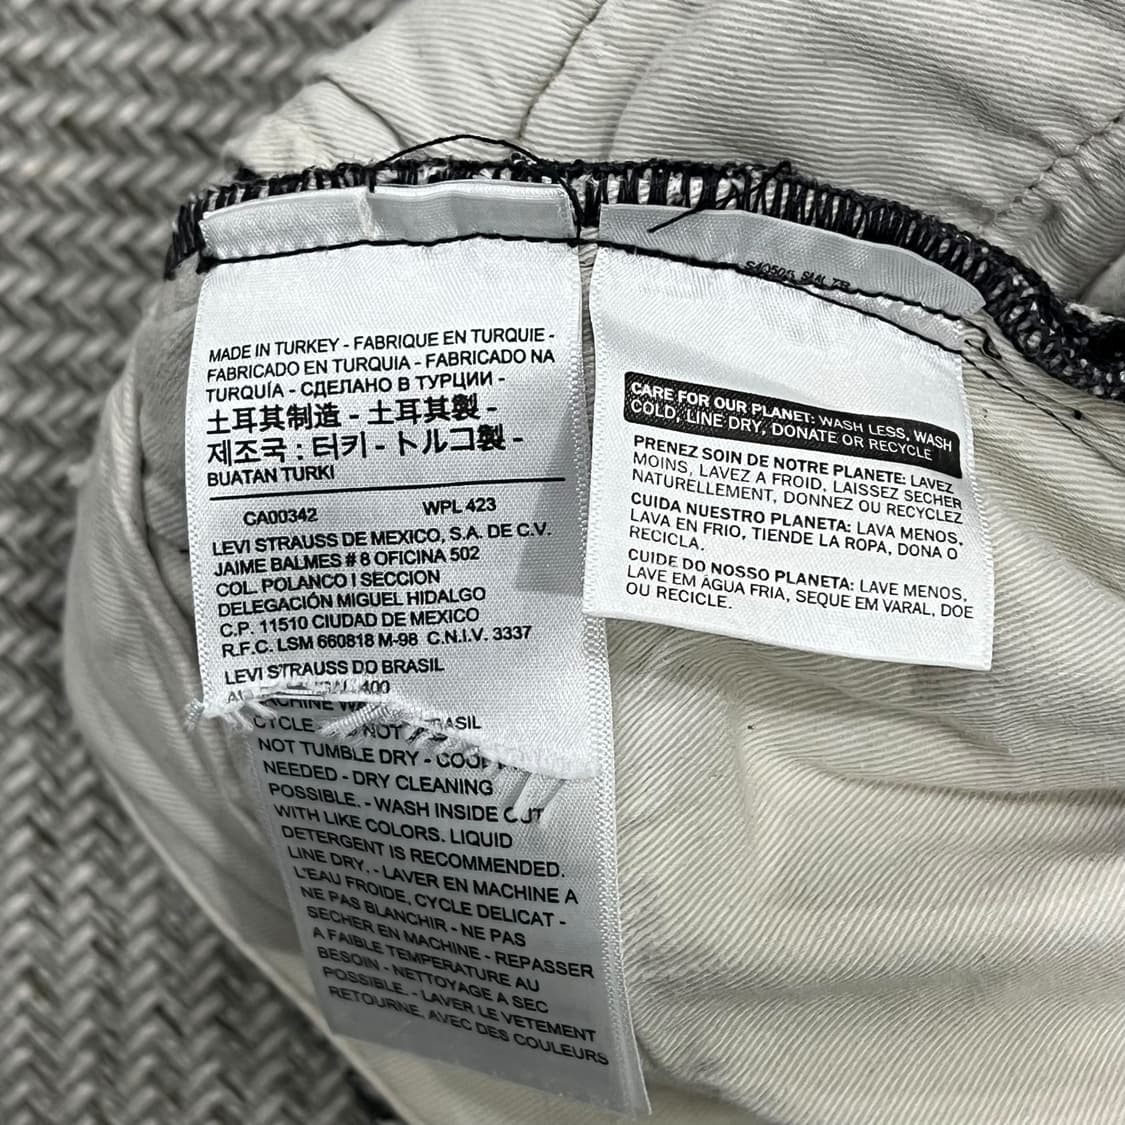 MADE IN TURKEY - FABRIQUE EN TURQUIE -
FABRICADO EN TURQUIA - FABRICADO NA
TURQUÍA - СДЕЛАНО В ТУРЦИИ -
土耳其制造 - 土耳其製 -
제조국 : 터키 - トルコ製 -
BUATAN TURKI
CA00342 WPL 423
LEVI STRAUSS DE MEXICO, S.A. DE C.V.
JAIME BALMES # 8 OFICINA 502
COL. POLANCO I SECCION
DELEGACIÓN MIGUEL HIDALGO
C.P. 11510 CIUDAD DE MEXICO
R.F.C. LSM 660818 M-98 C.N.I.V. 3337
LEVI STRAUSS DO BRASIL
400
CYCLE NOT
NOT TUMBLE DRY - COOL
NEEDED - DRY CLEANING
POSSIBLE. - WASH INSIDE OUT
WITH LIKE COLORS. LIQUID
DETERGENT IS RECOMMENDED.
LINE DRY. - LAVER EN MACHINE A
L'EAU FROIDE, CYCLE DELICAT -
NE PAS BLANCHIR - NE PAS
SECHER EN MACHINE - REPASSER
A FAIBLE TEMPERATURE AU
BESOIN - NETTOYAGE A SEC
POSSIBLE. - LAVER LE VETEMENT
RETOURNE, AVEC DES COULEURS
CARE FOR OUR PLANET: WASH LESS, WASH
COLD, LINE DRY, DONATE OR RECYCLE
PRENEZ SOIN DE NOTRE PLANETE: LAVEZ
MOINS, LAVEZ A FROID, LAISSEZ SECHER
NATURELLEMENT, DONNEZ OU RECYCLEZ
CUIDA NUESTRO PLANETA: LAVA MENOS,
LAVA EN FRIO, TIENDE LA ROPA, DONA O
RECICLA.
CUIDE DO NOSSO PLANETA: LAVE MENOS,
LAVE EM ÁGUA FRIA, SEQUE EM VARAL, DOE
OU RECICLE.